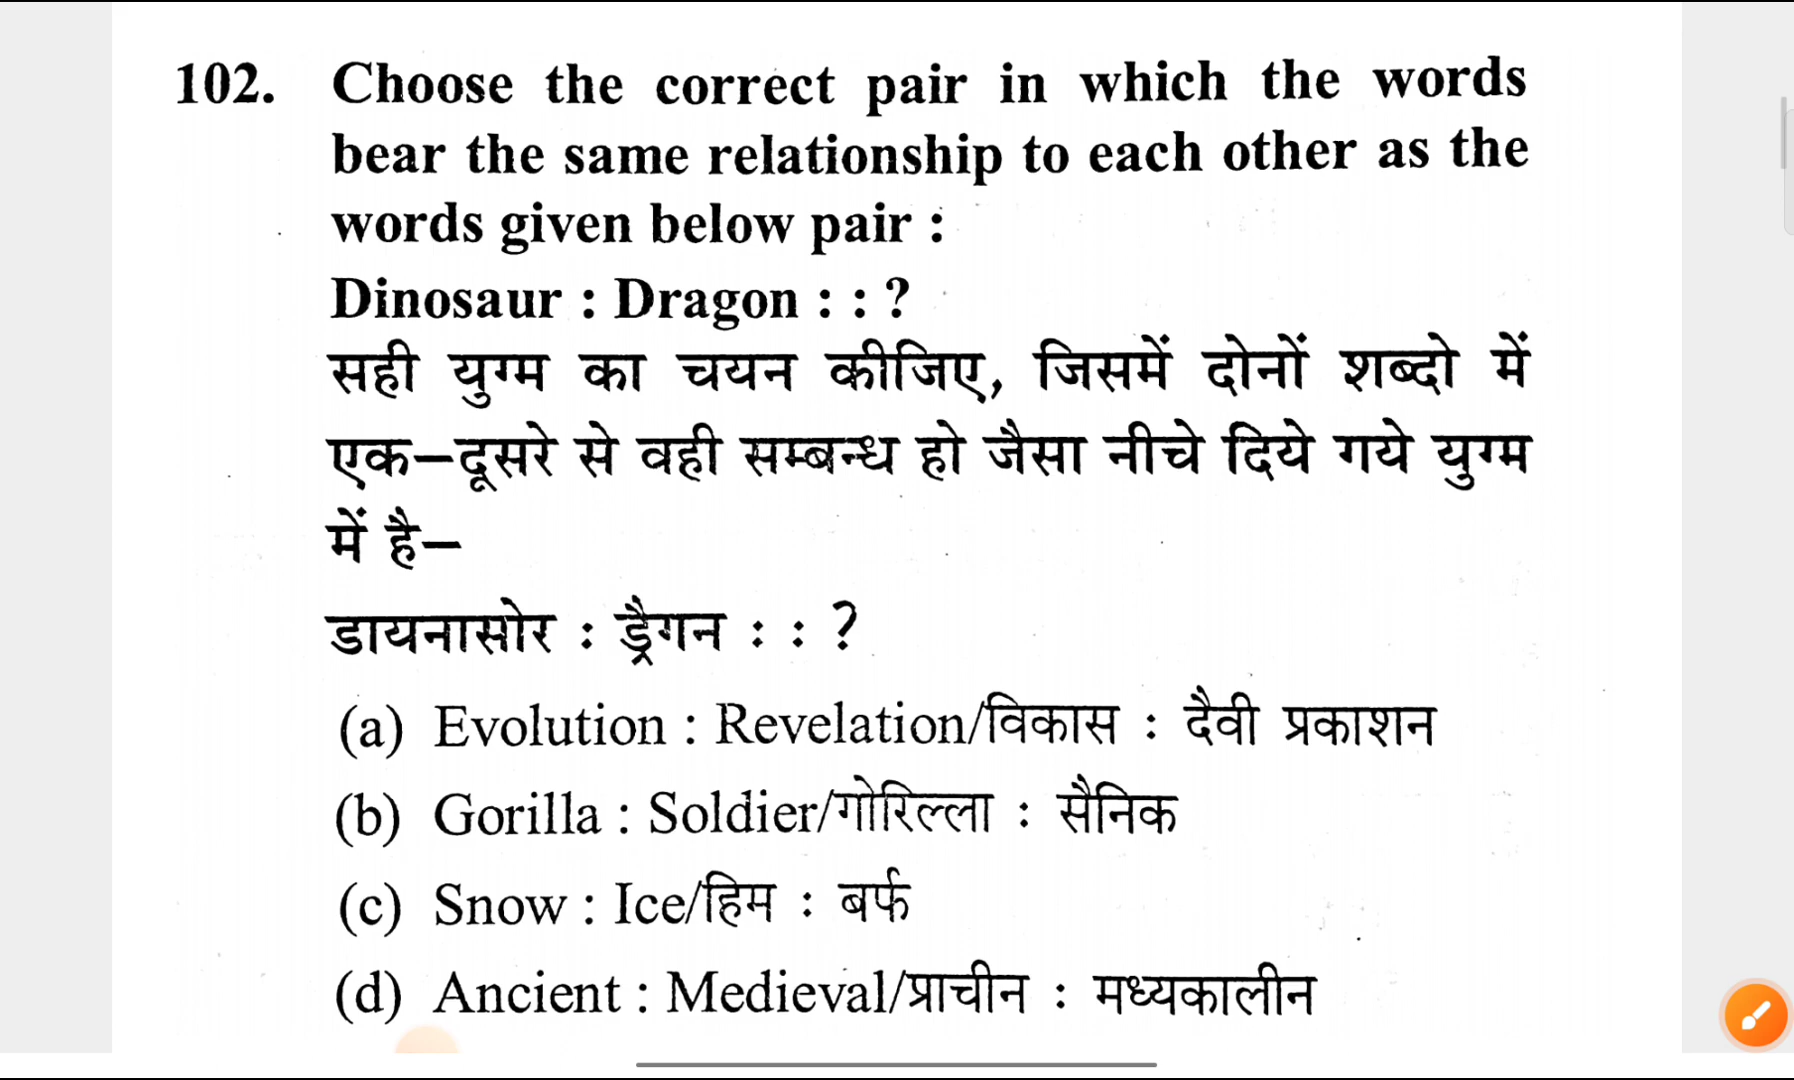 102. Choose the correct pair in which the words
bear the same relationship to each other as the
words given below pair :
Dinosaur : Dragon : : ?
सही युग्म का चयन कीजिए, जिसमें दोनों शब्दो में
एक–दूसरे से वही सम्बन्ध हो जैसा नीचे दिये गये युग्म
में है–
डायनासोर : ड्रैगन : : ?
(a) Evolution : Revelation/विकास : दैवी प्रकाशन
(b) Gorilla : Soldier/गोरिल्ला : सैनिक
(c) Snow : Ice/हिम : बर्फ
(d) Ancient : Medieval/प्राचीन : मध्यकालीन